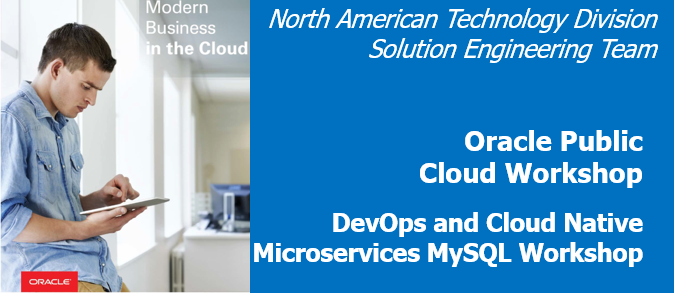 Modern
Business
in the Cloud
ORACLE
North American Technology Division
Solution Engineering Team
Oracle Public
Cloud Workshop
DevOps and Cloud Native
Microservices MySQL Workshop